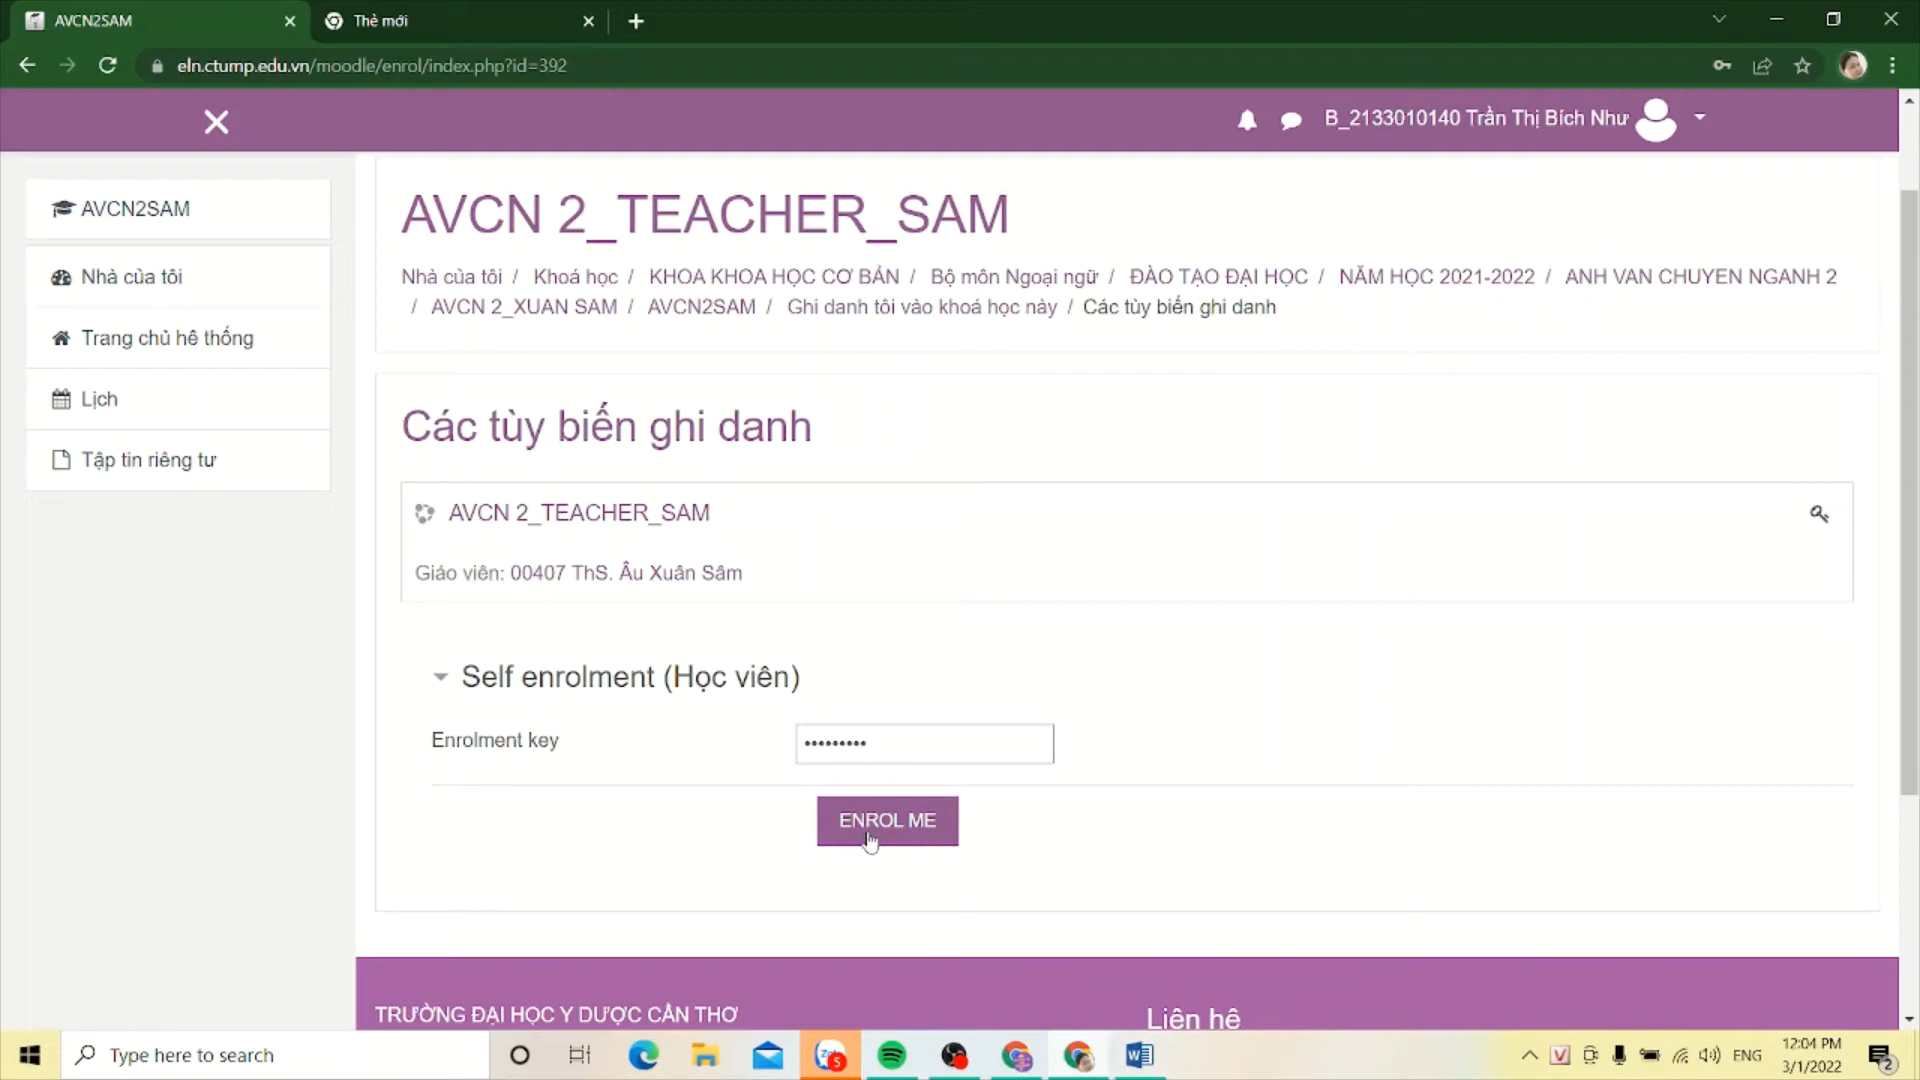 AVCN2SAM
Thẻ mới
eln.ctump.edu.vn/moodle/enrol/index.php?id=392
B_2133010140 Trần Thị Bích Như
AVCN2SAM
Nhà của tôi
Trang chủ hê thống
Lịch
Tập tin riêng tư
AVCN 2_TEACHER_SAM
Nhà của tôi / Khoá học / KHOA KHOA HỌC CƠ BẢN / Bộ môn Ngoại ngữ / ĐÀO TẠO ĐẠI HỌC / NĂM HỌC 2021-2022 / ANH VAN CHUYEN NGANH 2
/ AVCN 2_XUAN SAM / AVCN2SAM / Ghi danh tôi vào khoá học này / Các tùy biến ghi danh
Các tùy biến ghi danh
AVCN 2_TEACHER_SAM
Giáo viên: 00407 ThS. Âu Xuân Sâm
Self enrolment (Học viên)
Enrolment key
ENROL ME
TRƯỜNG ĐẠI HỌC Y DƯỢC CẦN THƠ
Liên hê
Type here to search
ENG
12:04 PM
3/1/2022
2